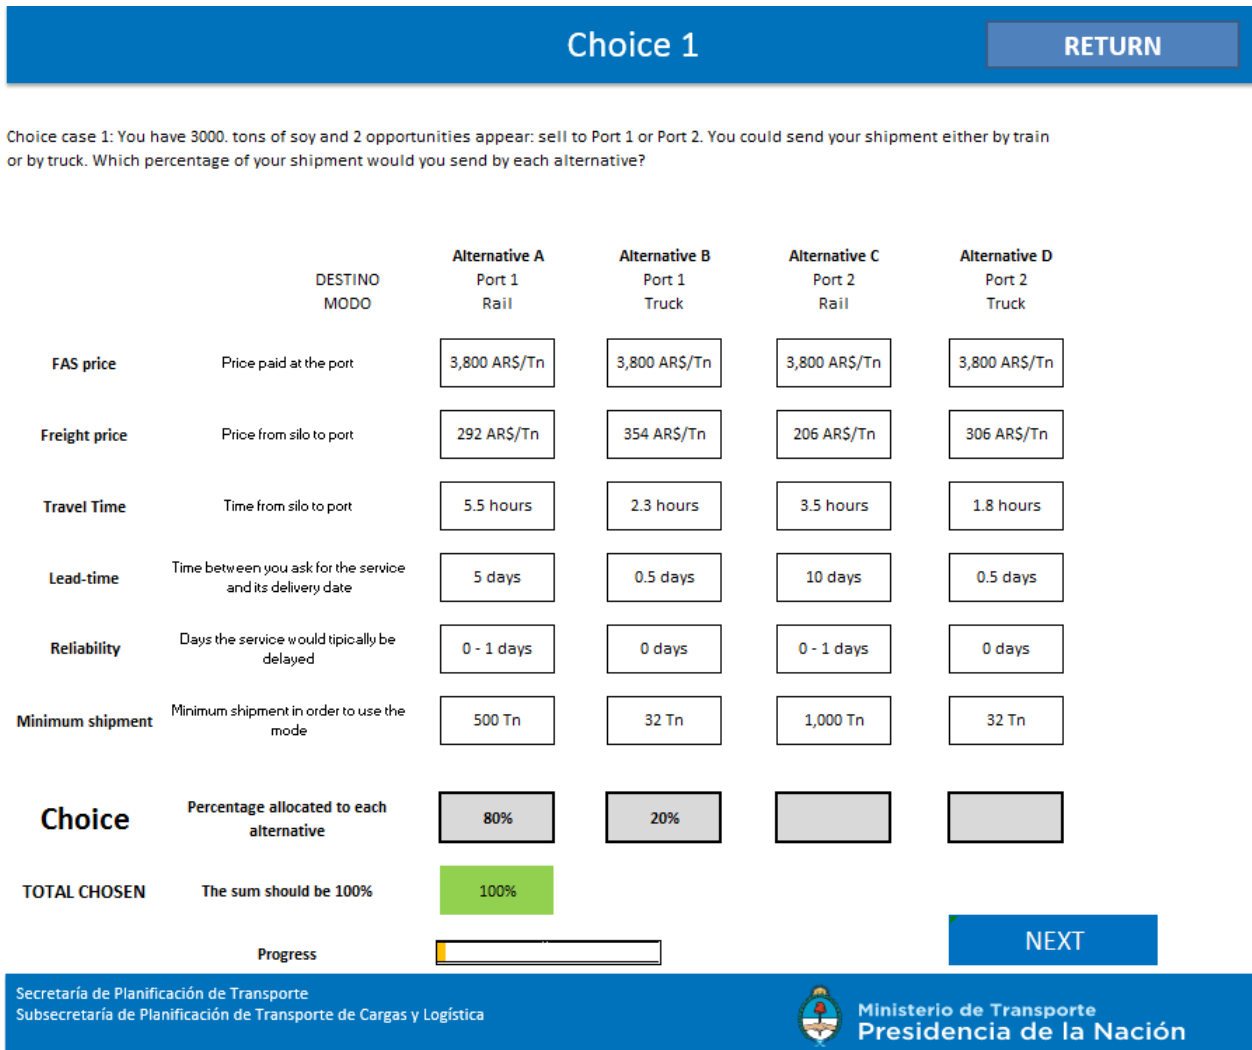 Choice 1
RETURN
Choice case 1: You have 3000. tons of soy and 2 opportunities appear: sell to Port 1 or Port 2. You could send your shipment either by train
or by truck. Which percentage of your shipment would you send by each alternative?
Alternative A Alternative B Alternative C Alternative D
DESTINO Port 1 Port 1 Port 2 Port 2
MODO Rail Truck Rail Truck
FAS price Price paid at the port 3,800 AR$/Tn 3,800 AR$/Tn 3,800 AR$/Tn 3,800 AR$/Tn
Freight price Price from silo to port 292 AR$/Tn 354 AR$/Tn 206 AR$/Tn 306 AR$/Tn
Travel Time Time from silo to port 5.5 hours 2.3 hours 3.5 hours 1.8 hours
Lead-time Time between you ask for the service
and its delivery date 5 days 0.5 days 10 days 0.5 days
Reliability Days the service would tipically be
delayed 0 - 1 days 0 days 0 - 1 days 0 days
Minimum shipment Minimum shipment in order to use the
mode 500 Tn 32 Tn 1,000 Tn 32 Tn
Choice Percentage allocated to each
alternative 80% 20%
TOTAL CHOSEN The sum should be 100% 100%
NEXT
Progress
Secretaría de Planificación de Transporte
Subsecretaría de Planificación de Transporte de Cargas y Logística
Ministerio de Transporte
Presidencia de la Nación